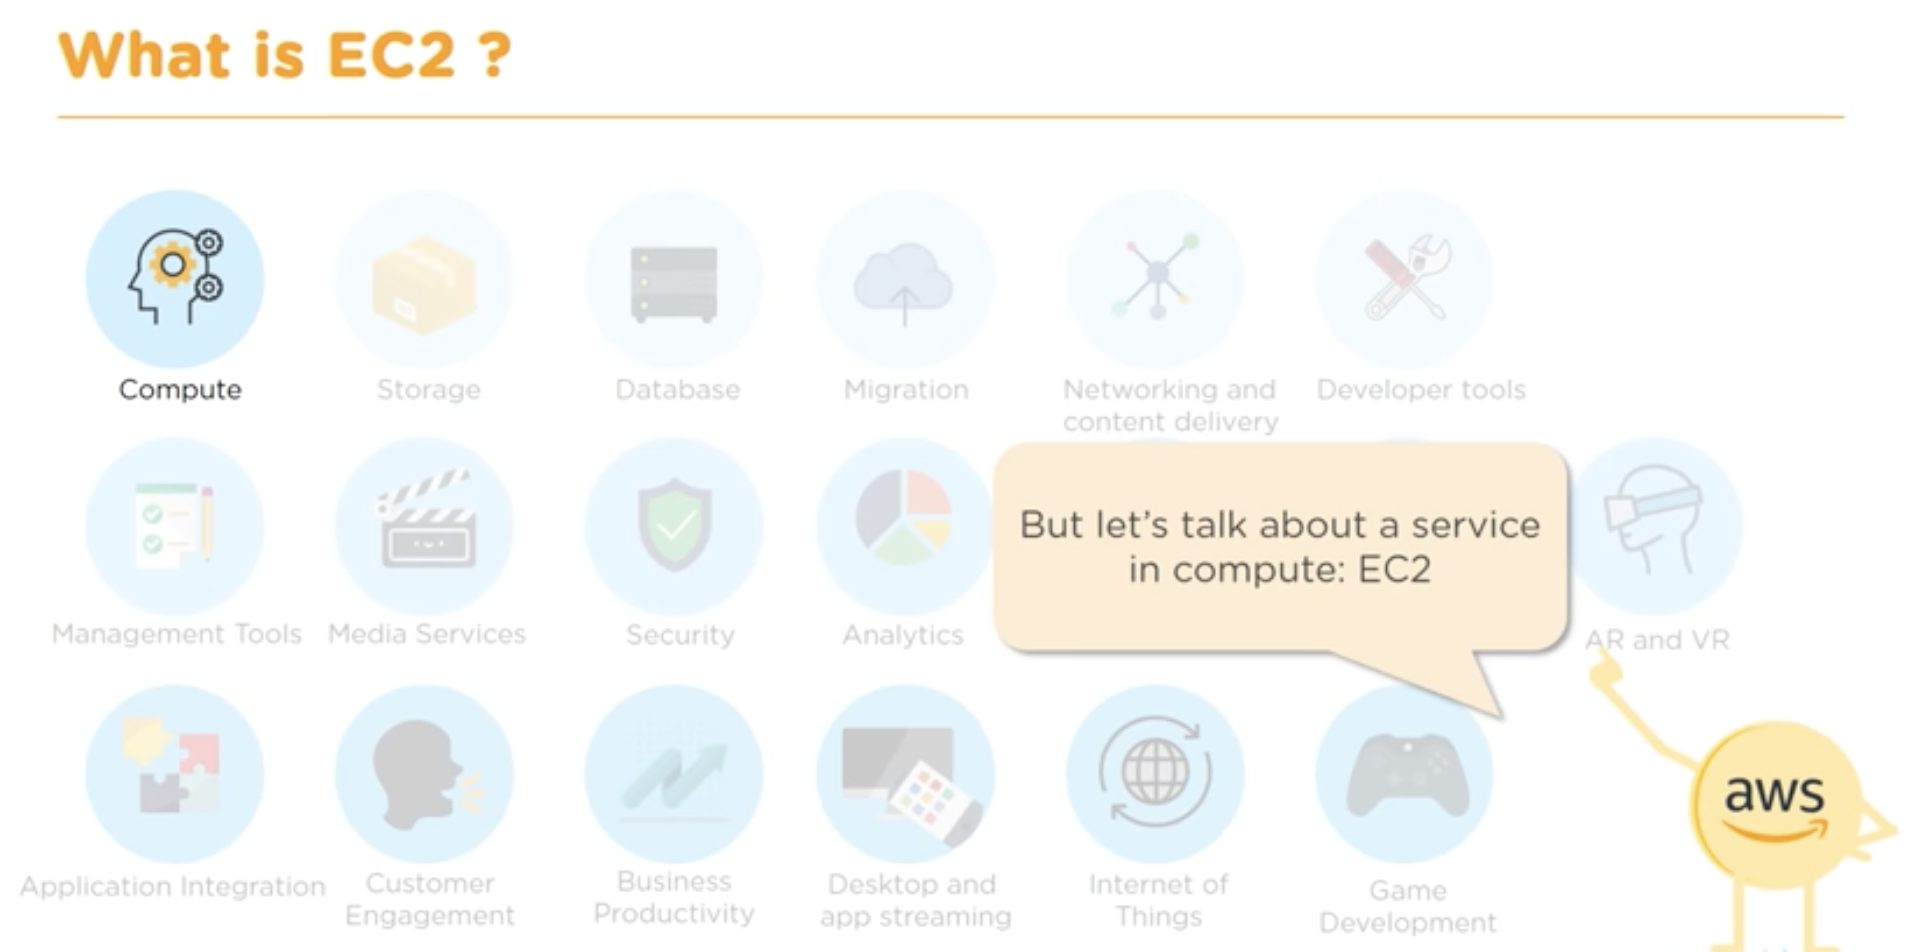 What is EC2 ?
Compute
Storage
Database
Migration
Networking and
content delivery
Developer tools
Management Tools
Media Services
Security
Analytics
But let's talk about a service
in compute: EC2
AR and VR
Application Integration
Customer
Engagement
Business
Productivity
Desktop and
app streaming
Internet of
Things
Game
Development
aws